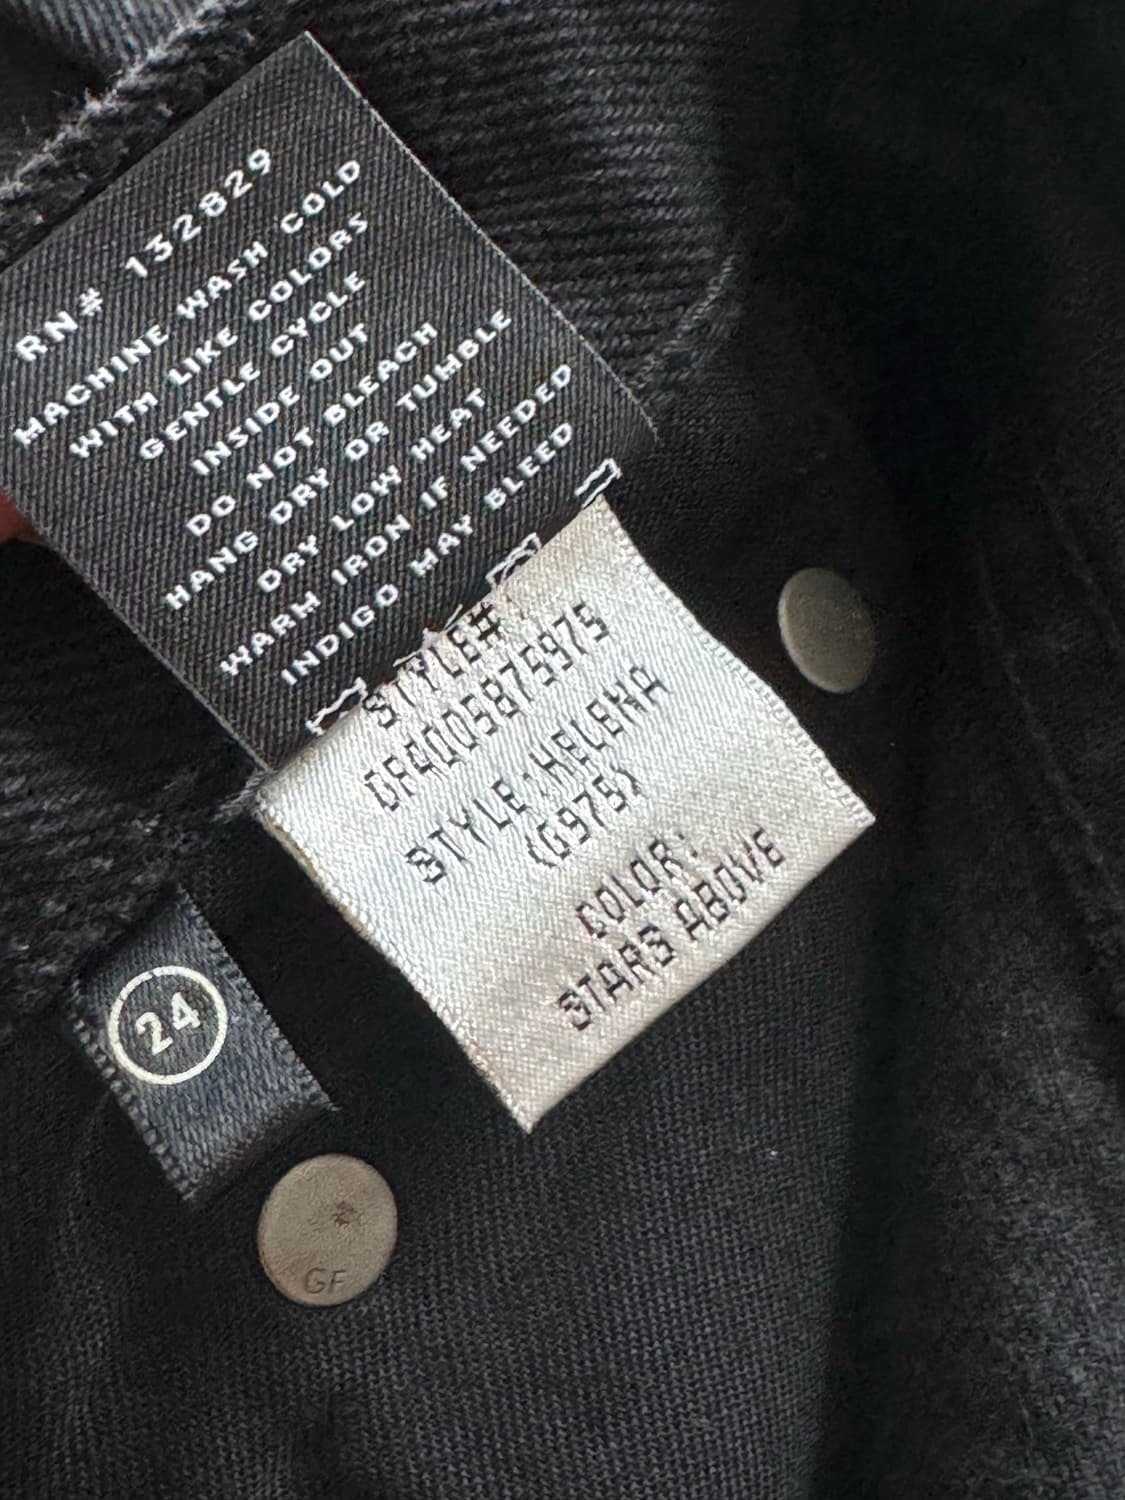 RN# 132829
MACHINE WASH COLD
WITH LIKE COLORS
GENTLE CYCLE
INSIDE OUT
DO NOT BLEACH
HANG DRY OR TUMBLE
DRY LOW HEAT
WARM IRON IF NEEDED
INDIGO MAY BLEED
STYLE#:
GF4005875975
STYLE:HELENA
(G975)
COLOR:
STARS ABOVE
24
GF